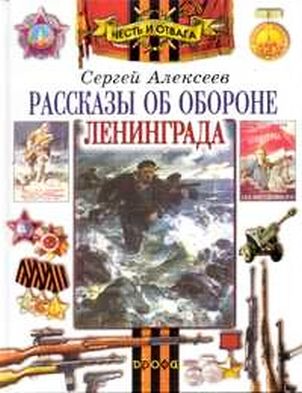 ЧЕСТЬ И ОТВАГА
Сергей Алексеев
РАССКАЗЫ ОБ ОБОРОНЕ
ЛЕНИНГРАДА